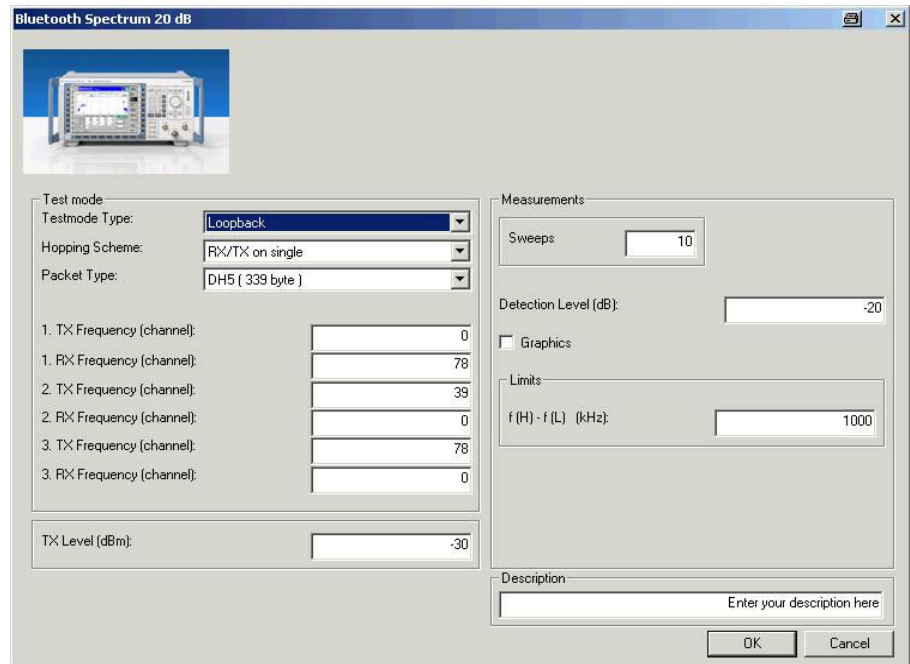 Bluetooth Spectrum 20 dB
Test mode
Testmode Type: Loopback
Hopping Scheme: RX/TX on single
Packet Type: DH5 ( 339 byte )
1. TX Frequency (channel): 0
1. RX Frequency (channel): 78
2. TX Frequency (channel): 39
2. RX Frequency (channel): 0
3. TX Frequency (channel): 78
3. RX Frequency (channel): 0
TX Level (dBm): -30
Measurements
Sweeps 10
Detection Level (dB): -20
Graphics
Limits
f (H) - f (L) (kHz): 1000
Description
Enter your description here
OK Cancel